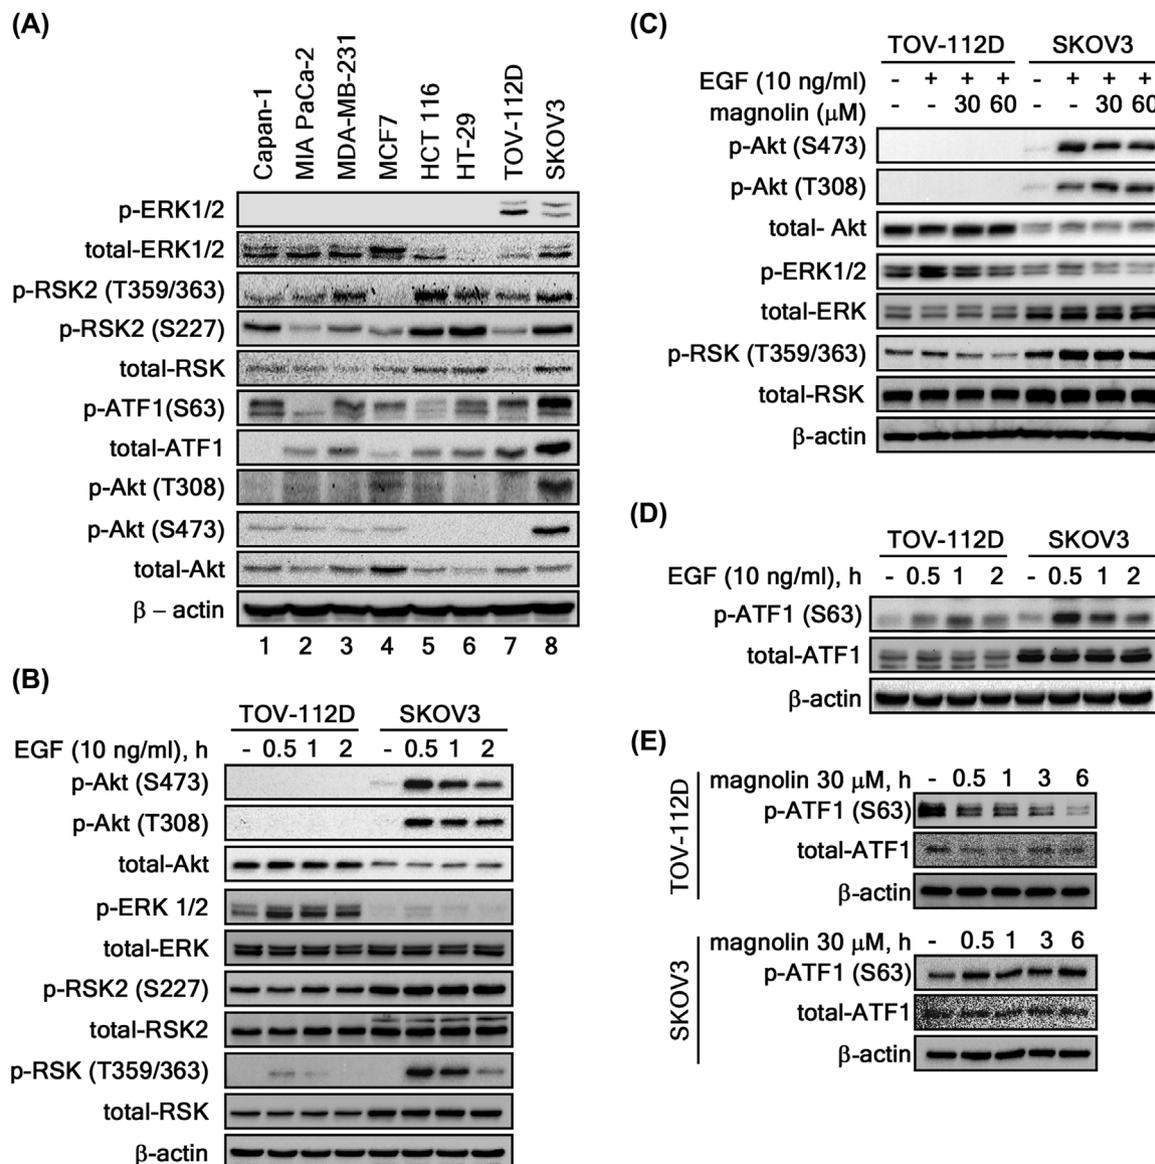 (A)
Capan-1
MIA PaCa-2
MDA-MB-231
MCF7
HCT 116
HT-29
TOV-112D
SKOV3
p-ERK1/2
total-ERK1/2
p-RSK2 (T359/363)
p-RSK2 (S227)
total-RSK
p-ATF1(S63)
total-ATF1
p-Akt (T308)
p-Akt (S473)
total-Akt
β – actin
1 2 3 4 5 6 7 8
(B)
TOV-112D SKOV3
EGF (10 ng/ml), h - 0.5 1 2 - 0.5 1 2
p-Akt (S473)
p-Akt (T308)
total-Akt
p-ERK 1/2
total-ERK
p-RSK2 (S227)
total-RSK2
p-RSK (T359/363)
total-RSK
β-actin
(C)
TOV-112D SKOV3
EGF (10 ng/ml) - + + + - + + +
magnolin (μM) - - 30 60 - - 30 60
p-Akt (S473)
p-Akt (T308)
total- Akt
p-ERK1/2
total-ERK
p-RSK (T359/363)
total-RSK
β-actin
(D)
TOV-112D SKOV3
EGF (10 ng/ml), h - 0.5 1 2 - 0.5 1 2
p-ATF1 (S63)
total-ATF1
β-actin
(E)
TOV-112D
magnolin 30 μM, h - 0.5 1 3 6
p-ATF1 (S63)
total-ATF1
β-actin
SKOV3
magnolin 30 μM, h - 0.5 1 3 6
p-ATF1 (S63)
total-ATF1
β-actin